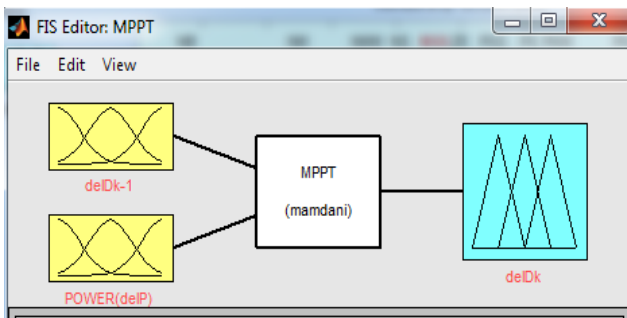 FIS Editor: MPPT
File Edit View
delDk-1
MPPT
(mamdani)
POWER(delP)
delDk